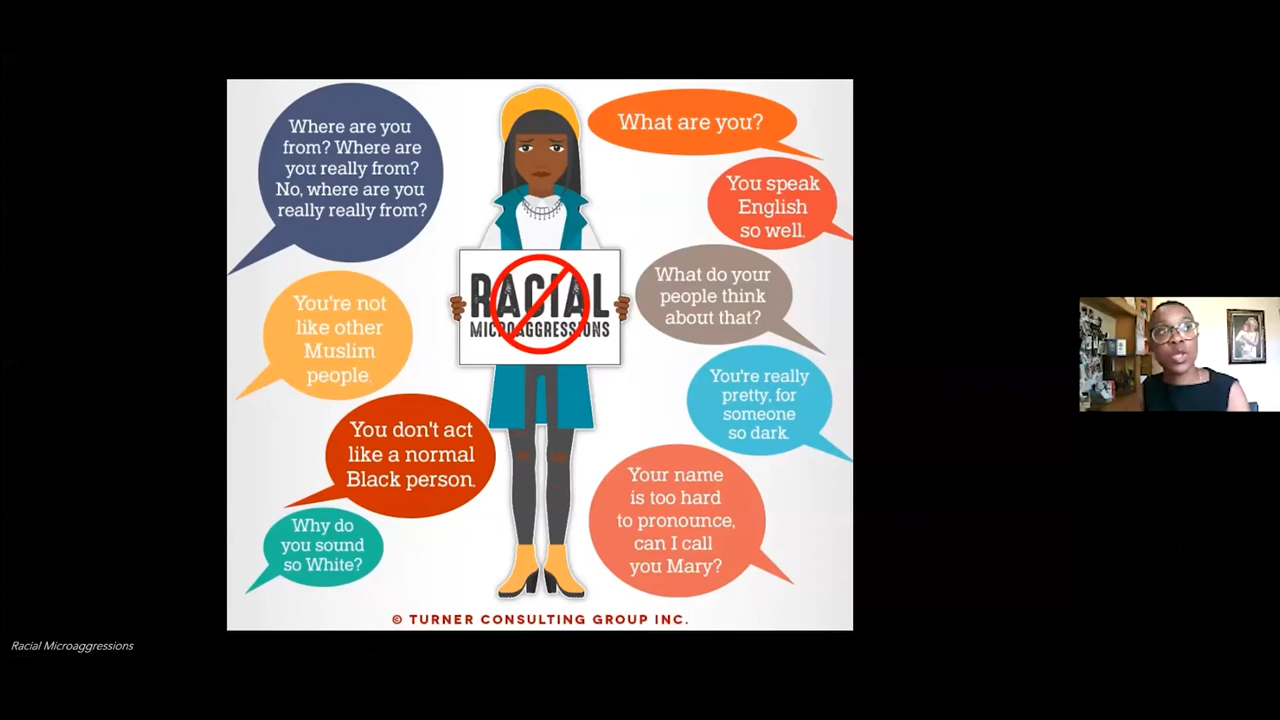 Where are you
from? Where are
you really from?
No, where are you
really really from?
What are you?
You speak
English
so well.
You're not
like other
Muslim
people.
RACIAL
MICROAGGRESSIONS
What do your
people think
about that?
You're really
pretty, for
someone
so dark.
You don't act
like a normal
Black person.
Your name
is too hard
to pronounce,
can I call
you Mary?
Why do
you sound
so White?
© TURNER CONSULTING GROUP INC.
Racial Microaggressions